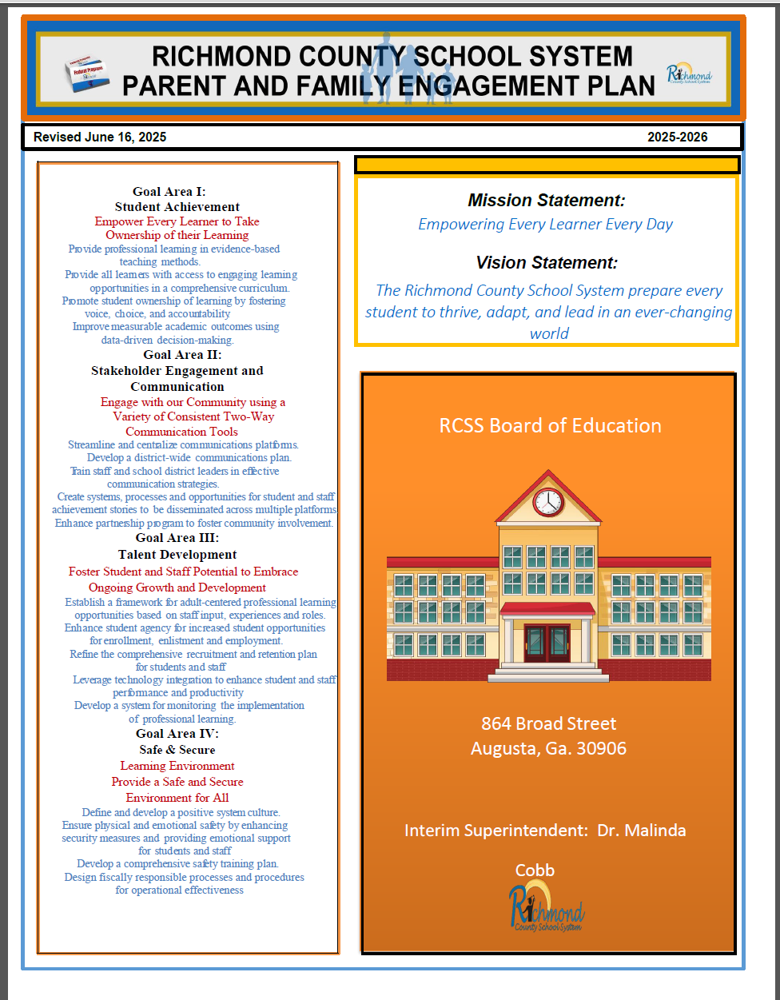 RICHMOND COUNTY SCHOOL SYSTEM
PARENT AND FAMILY ENGAGEMENT PLAN
Federal Programs
Richmond
County School System
Revised June 16, 2025
2025-2026
Goal Area I:
Student Achievement
Empower Every Learner to Take
Ownership of their Learning
Provide professional learning in evidence-based
teaching methods.
Provide all learners with access to engaging learning
opportunities in a comprehensive curriculum.
Promote student ownership of learning by fostering
voice, choice, and accountability
Improve measurable academic outcomes using
data-driven decision-making.
Goal Area II:
Stakeholder Engagement and
Communication
Engage with our Community using a
Variety of Consistent Two-Way
Communication Tools
Streamline and centralize communications platforms.
Develop a district-wide communications plan.
Train staff and school district leaders in effective
communication strategies.
Create systems, processes and opportunities for student and staff
achievement stories to be disseminated across multiple platforms
Enhance partnership program to foster community involvement.
Goal Area III:
Talent Development
Foster Student and Staff Potential to Embrace
Ongoing Growth and Development
Establish a framework for adult-centered professional learning
opportunities based on staff input, experiences and roles.
Enhance student agency for increased student opportunities
for enrollment, enlistment and employment.
Refine the comprehensive recruitment and retention plan
for students and staff
Leverage technology integration to enhance student and staff
performance and productivity
Develop a system for monitoring the implementation
of professional learning.
Goal Area IV:
Safe & Secure
Learning Environment
Provide a Safe and Secure
Environment for All
Define and develop a positive system culture.
Ensure physical and emotional safety by enhancing
security measures and providing emotional support
for students and staff
Develop a comprehensive safety training plan.
Design fiscally responsible processes and procedures
for operational effectiveness
Mission Statement:
Empowering Every Learner Every Day
Vision Statement:
The Richmond County School System prepare every
student to thrive, adapt, and lead in an ever-changing
world
RCSS Board of Education
864 Broad Street
Augusta, Ga. 30906
Interim Superintendent: Dr. Malinda
Cobb
Richmond
County School System